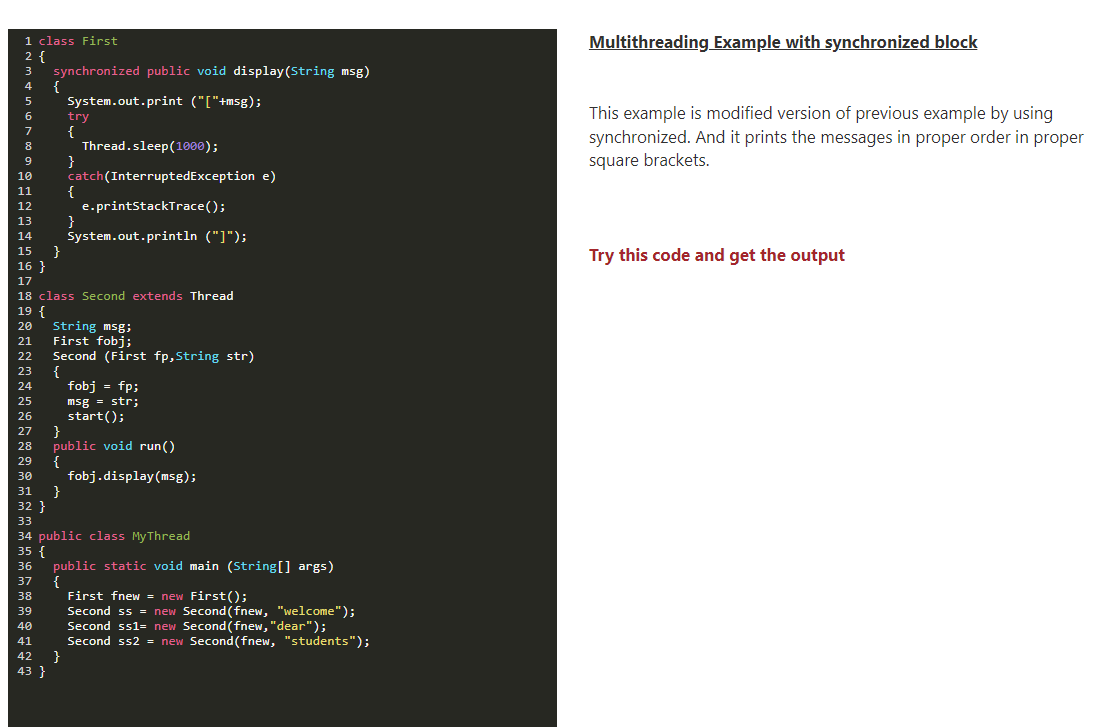 1 class First
2 {
3   synchronized public void display(String msg)
4   {
5     System.out.print ("["+msg);
6     try
7     {
8       Thread.sleep(1000);
9     }
10     catch(InterruptedException e)
11     {
12       e.printStackTrace();
13     }
14     System.out.println ("]");
15   }
16 }
17
18 class Second extends Thread
19 {
20   String msg;
21   First fobj;
22   Second (First fp,String str)
23   {
24     fobj = fp;
25     msg = str;
26     start();
27   }
28   public void run()
29   {
30     fobj.display(msg);
31   }
32 }
33
34 public class MyThread
35 {
36   public static void main (String[] args)
37   {
38     First fnew = new First();
39     Second ss = new Second(fnew, "welcome");
40     Second ss1= new Second(fnew,"dear");
41     Second ss2 = new Second(fnew, "students");
42   }
43 }
Multithreading Example with synchronized block
This example is modified version of previous example by using
synchronized. And it prints the messages in proper order in proper
square brackets.
Try this code and get the output